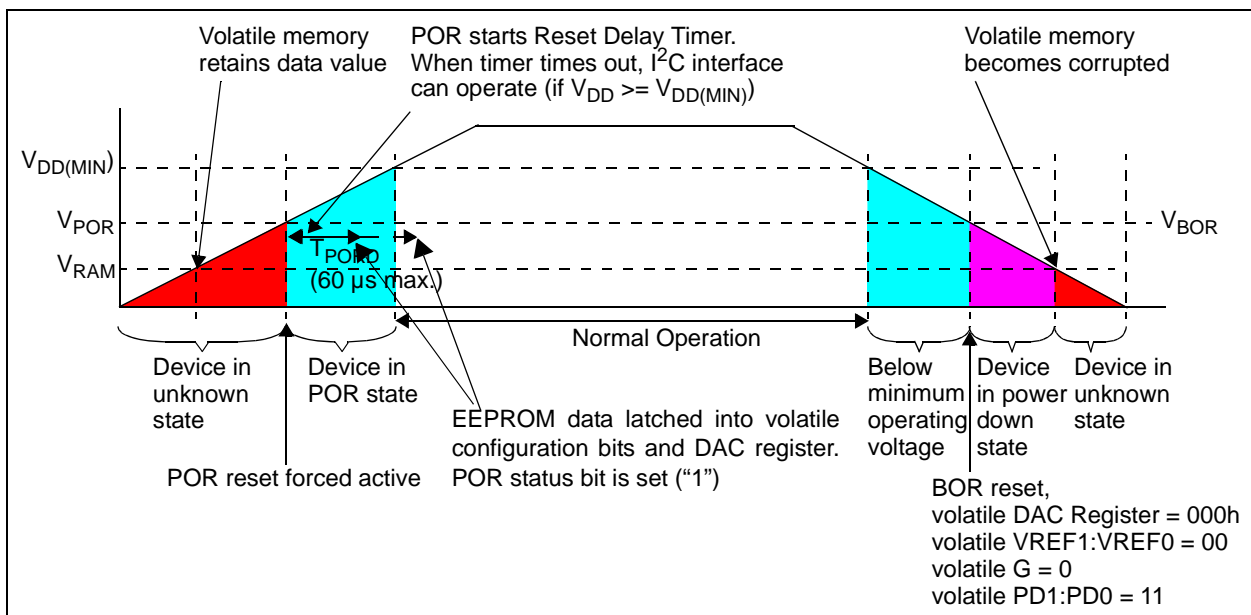 Volatile memory
retains data value
POR starts Reset Delay Timer.
When timer times out, I²C interface
can operate (if VDD >= VDD(MIN))
Volatile memory
becomes corrupted
VDD(MIN)
VPOR
VBOR
VRAM
TPORD
(60 µs max.)
Normal Operation
Device in
unknown
state
Device in
POR state
Below
minimum
operating
voltage
Device
in power
down
state
Device in
unknown
state
EEPROM data latched into volatile
configuration bits and DAC register.
POR status bit is set (“1”)
POR reset forced active
BOR reset,
volatile DAC Register = 000h
volatile VREF1:VREF0 = 00
volatile G = 0
volatile PD1:PD0 = 11